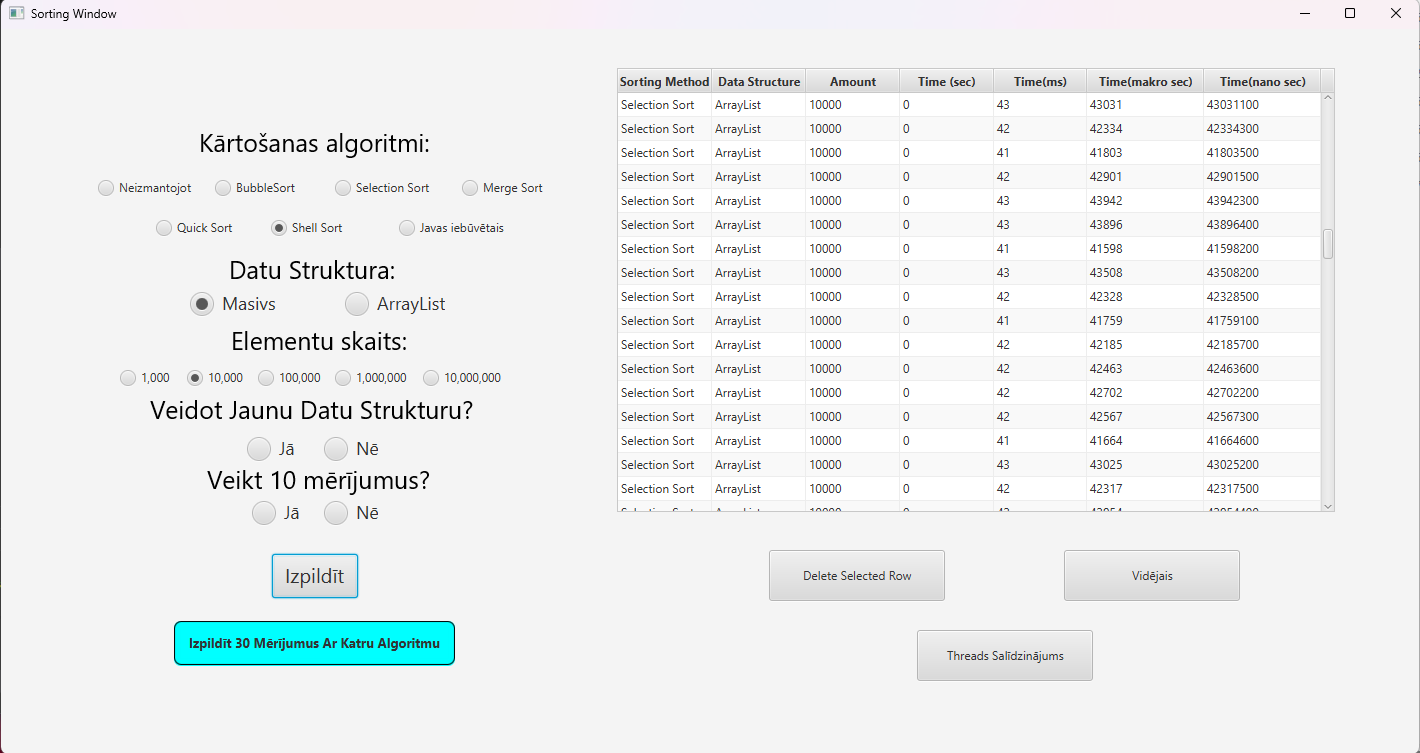 Sorting Window
Kārtošanas algoritmi:
Neizmantojot BubbleSort Selection Sort Merge Sort
Quick Sort Shell Sort Javas iebūvētais
Datu Struktura:
Masivs ArrayList
Elementu skaits:
1,000 10,000 100,000 1,000,000 10,000,000
Veidot Jaunu Datu Strukturu?
Jā Nē
Veikt 10 mērījumus?
Jā Nē
Izpildīt
Izpildīt 30 Mērījumus Ar Katru Algoritmu
Sorting Method Data Structure Amount Time (sec) Time(ms) Time(makro sec) Time(nano sec)
Selection Sort ArrayList 10000 0 43 43031 43031100
Selection Sort ArrayList 10000 0 42 42334 42334300
Selection Sort ArrayList 10000 0 41 41803 41803500
Selection Sort ArrayList 10000 0 42 42901 42901500
Selection Sort ArrayList 10000 0 43 43942 43942300
Selection Sort ArrayList 10000 0 43 43896 43896400
Selection Sort ArrayList 10000 0 41 41598 41598200
Selection Sort ArrayList 10000 0 43 43508 43508200
Selection Sort ArrayList 10000 0 42 42328 42328500
Selection Sort ArrayList 10000 0 41 41759 41759100
Selection Sort ArrayList 10000 0 42 42185 42185700
Selection Sort ArrayList 10000 0 42 42463 42463600
Selection Sort ArrayList 10000 0 42 42702 42702200
Selection Sort ArrayList 10000 0 42 42567 42567300
Selection Sort ArrayList 10000 0 41 41664 41664600
Selection Sort ArrayList 10000 0 43 43025 43025200
Selection Sort ArrayList 10000 0 42 42317 42317500
Delete Selected Row Vidējais
Threads Salīdzinājums